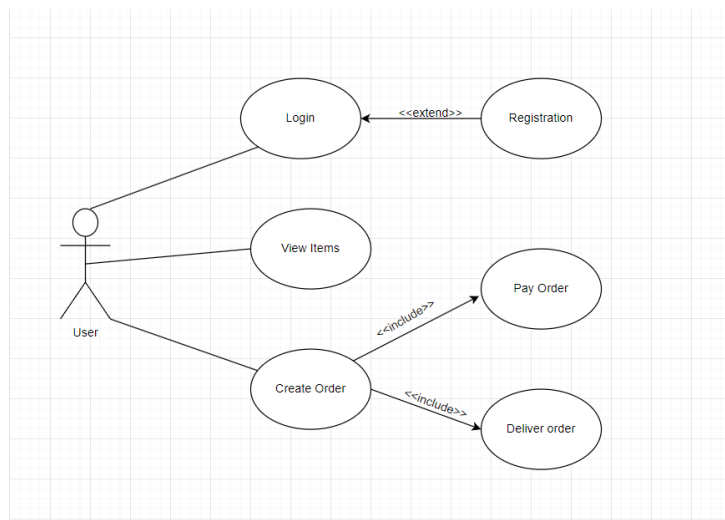 Login
<<extend>>
Registration
View Items
User
<<include>>
Pay Order
Create Order
<<include>>
Deliver order